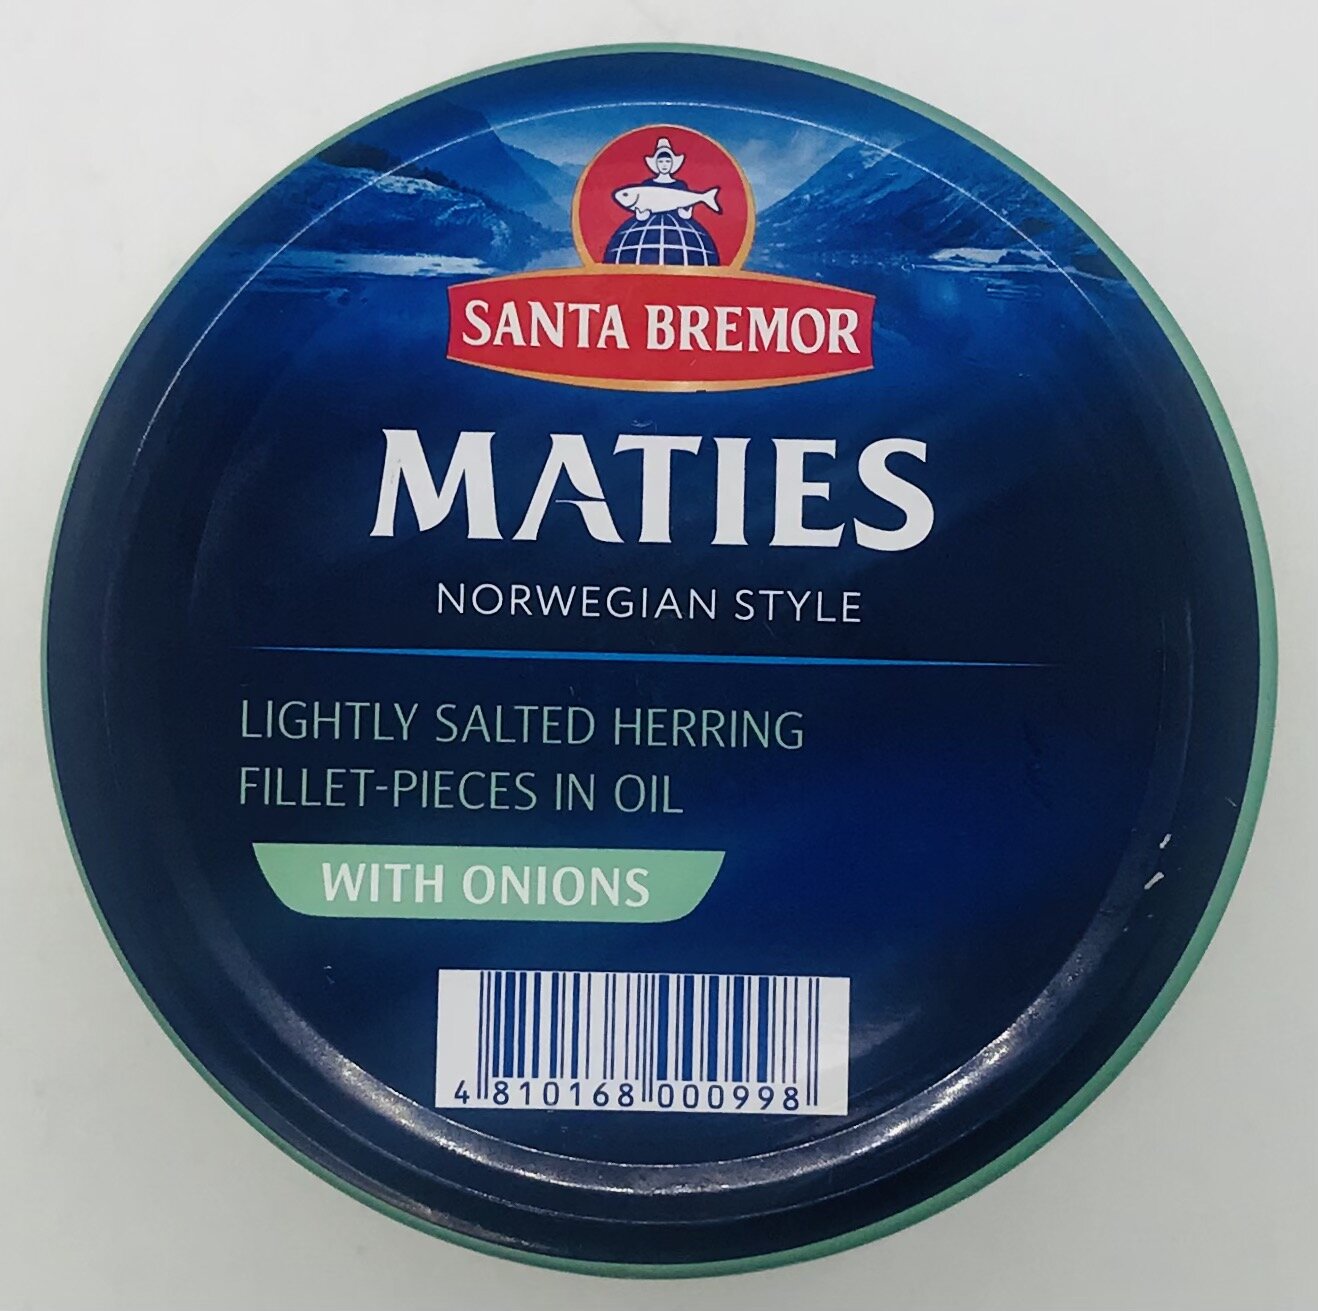 SANTA BREMOR
MATIES
NORWEGIAN STYLE
LIGHTLY SALTED HERRING
FILLET-PIECES IN OIL
WITH ONIONS
4 810168 000998